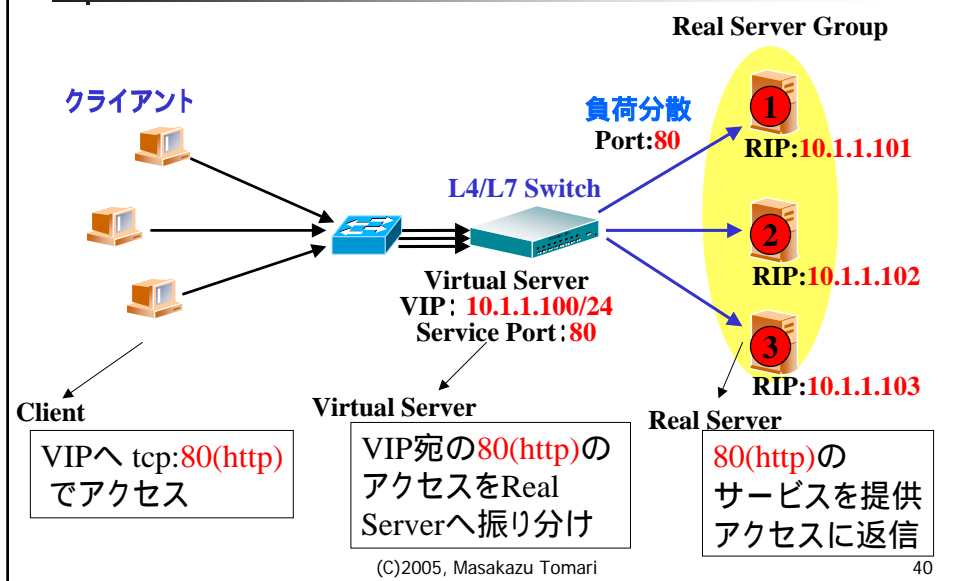 Real Server Group
クライアント
負荷分散
Port:80
1
RIP:10.1.1.101
L4/L7 Switch
2
RIP:10.1.1.102
Virtual Server
VIP: 10.1.1.100/24
Service Port:80
3
RIP:10.1.1.103
Client
VIPへ tcp:80(http)
でアクセス
Virtual Server
VIP宛の80(http)の
アクセスをReal
Serverへ振り分け
Real Server
80(http)の
サービスを提供
アクセスに返信
(C)2005, Masakazu Tomari
40